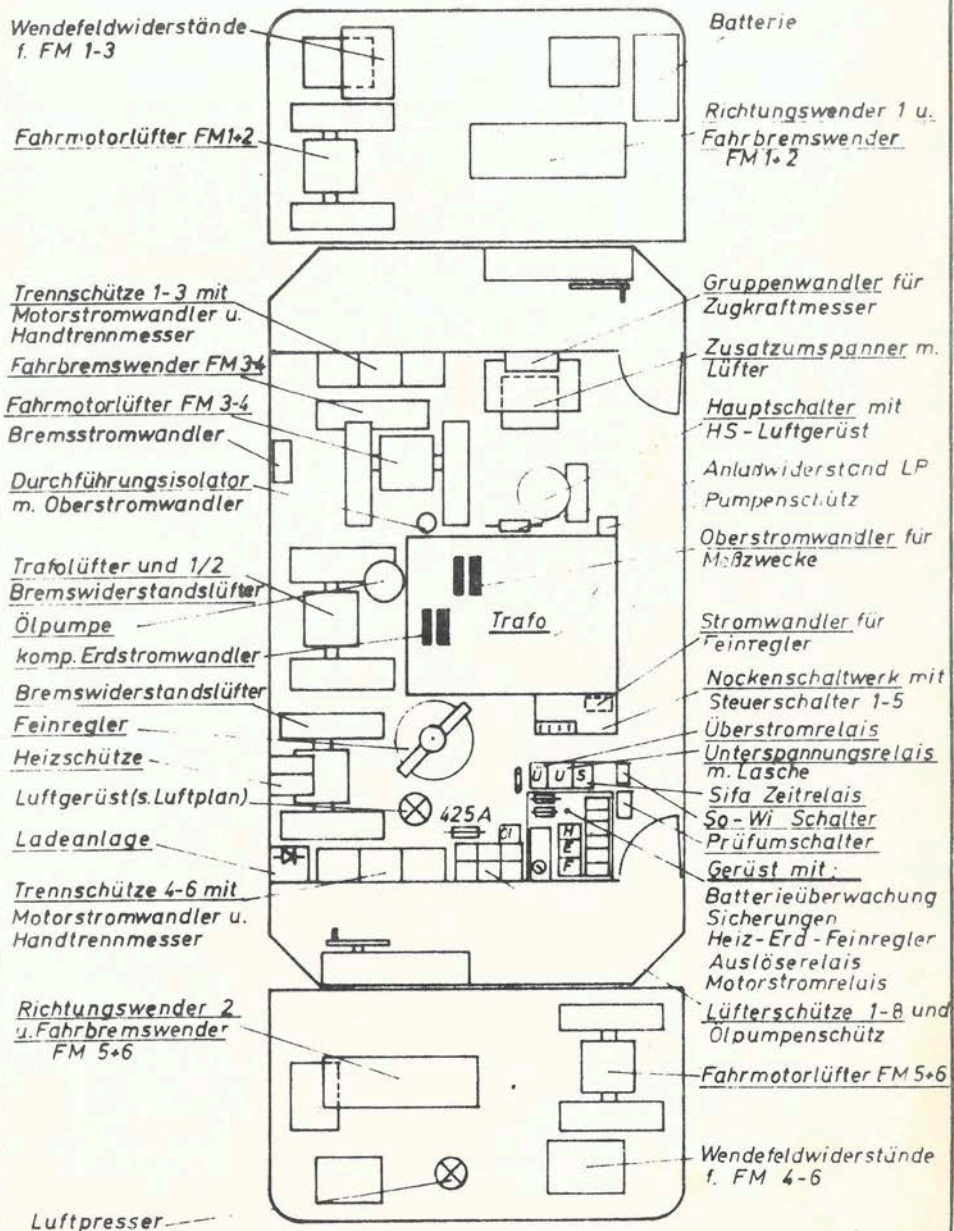 Wendefeldwiderstände
f. FM 1-3
Fahrmotorlüfter FM1+2
Trennschütze 1-3 mit
Motorstromwandler u.
Handtrennmesser
Fahrbremswender FM 3-4
Fahrmotorlüfter FM 3-4
Bremsstromwandler
Durchführungsisolator
m. Oberstromwandler
Trafolüfter und 1/2
Bremswiderstandslüfter
Ölpumpe
komp. Erdstromwandler
Bremswiderstandslüfter
Feinregler
Heizschütze
Luftgerüst (s. Luftplan)
Ladeanlage
Trennschütze 4-6 mit
Motorstromwandler u.
Handtrennmesser
Richtungswender 2
u. Fahrbremswender
FM 5+6
Luftpresser
Trafo
425A
Ü U S
H
E
F
Batterie
Richtungswender 1 u.
Fahrbremswender
FM 1+2
Gruppenwandler für
Zugkraftmesser
Zusatzumspanner m.
Lüfter
Hauptschalter mit
HS-Luftgerüst
Anlaßwiderstand LP
Pumpenschütz
Oberstromwandler für
Meßzwecke
Stromwandler für
Feinregler
Nockenschaltwerk mit
Steuerschalter 1-5
Überstromrelais
Unterspannungsrelais
m. Lasche
Sifa Zeitrelais
So-Wi Schalter
Prüfumschalter
Gerüst mit:
Batterieüberwachung
Sicherungen
Heiz-Erd-Feinregler
Auslöserelais
Motorstromrelais
Lüfterschütze 1-8 und
Ölpumpenschütz
Fahrmotorlüfter FM 5+6
Wendefeldwiderstände
f. FM 4-6